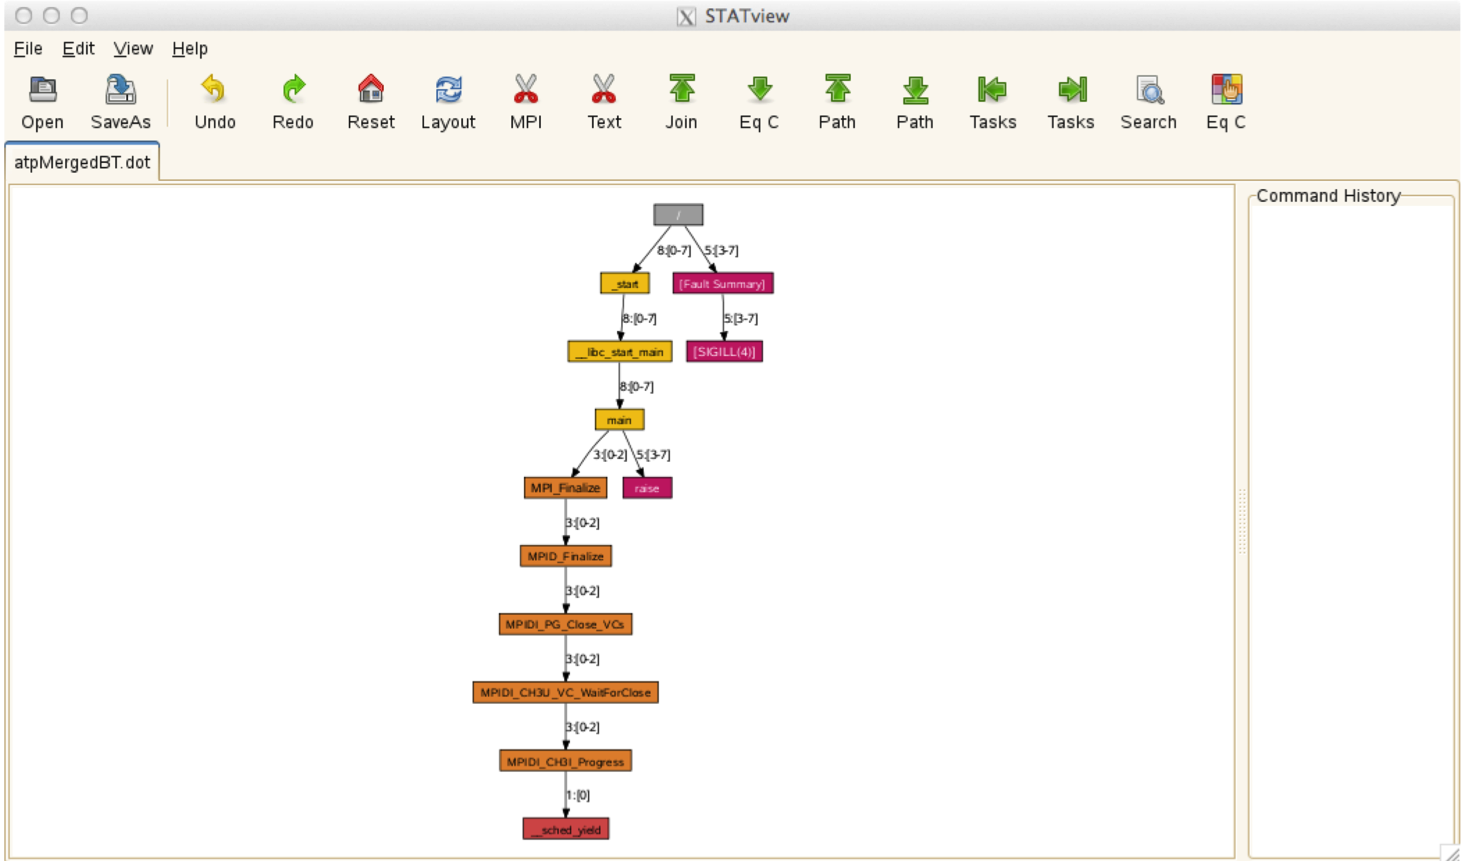 STATview
File Edit View Help
Open SaveAs Undo Redo Reset Layout MPI Text Join Eq C Path Path Tasks Tasks Search Eq C
atpMergedBT.dot
Command History
/
8:[0-7] 5:[3-7]
_start [Fault Summary]
8:[0-7] 5:[3-7]
__libc_start_main [SIGILL(4)]
8:[0-7]
main
3:[0-2] 5:[3-7]
MPI_Finalize raise
3:[0-2]
MPID_Finalize
3:[0-2]
MPIDI_PG_Close_VCs
3:[0-2]
MPIDI_CH3U_VC_WaitForClose
3:[0-2]
MPIDI_CH3I_Progress
1:[0]
__sched_yield